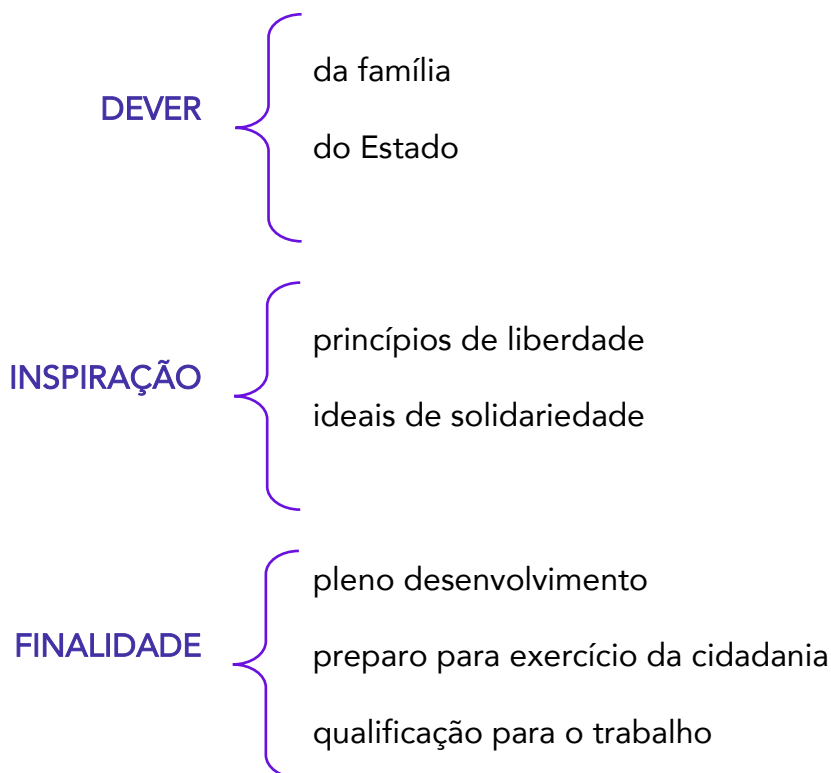 DEVER
da família
do Estado
INSPIRAÇÃO
princípios de liberdade
ideais de solidariedade
FINALIDADE
pleno desenvolvimento
preparo para exercício da cidadania
qualificação para o trabalho